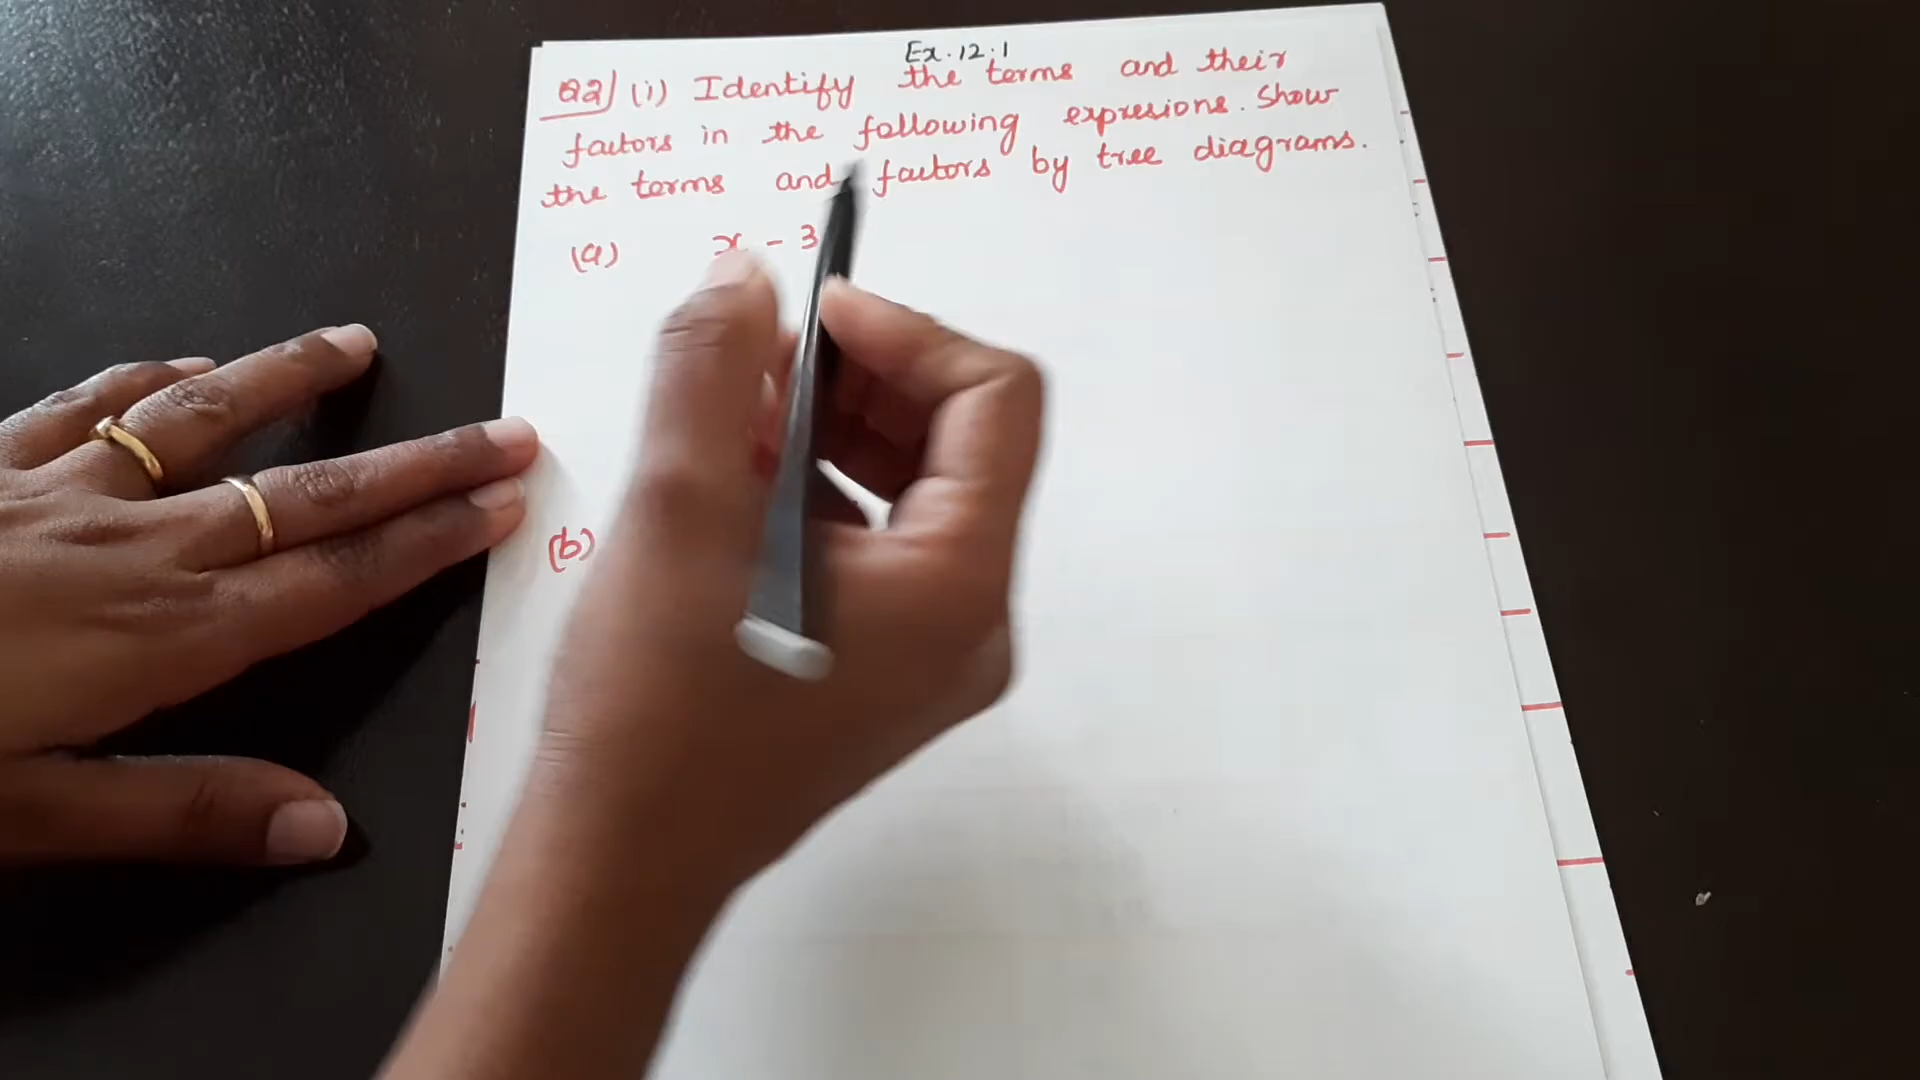 Ex.12.1
Q2) (i) Identify the terms and their
factors in the following expresions. Show
the terms and factors by tree diagrams.
(a) x - 3
(b)